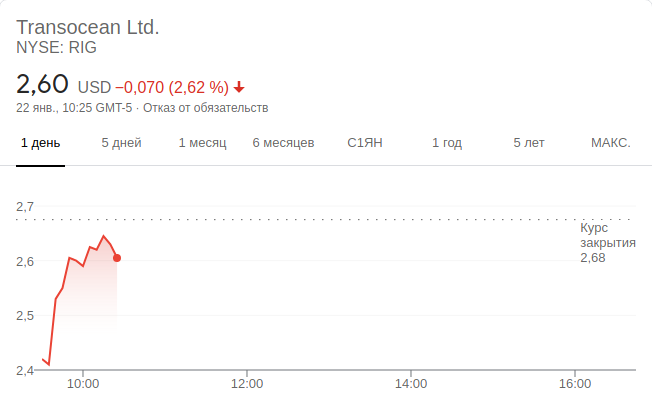 Transocean Ltd.
NYSE: RIG
2,60 USD −0,070 (2,62 %)
22 янв., 10:25 GMT-5 · Отказ от обязательств
1 день 5 дней 1 месяц 6 месяцев С1ЯН 1 год 5 лет МАКС.
2,7
Курс
закрытия
2,68
2,6
2,5
2,4
10:00 12:00 14:00 16:00